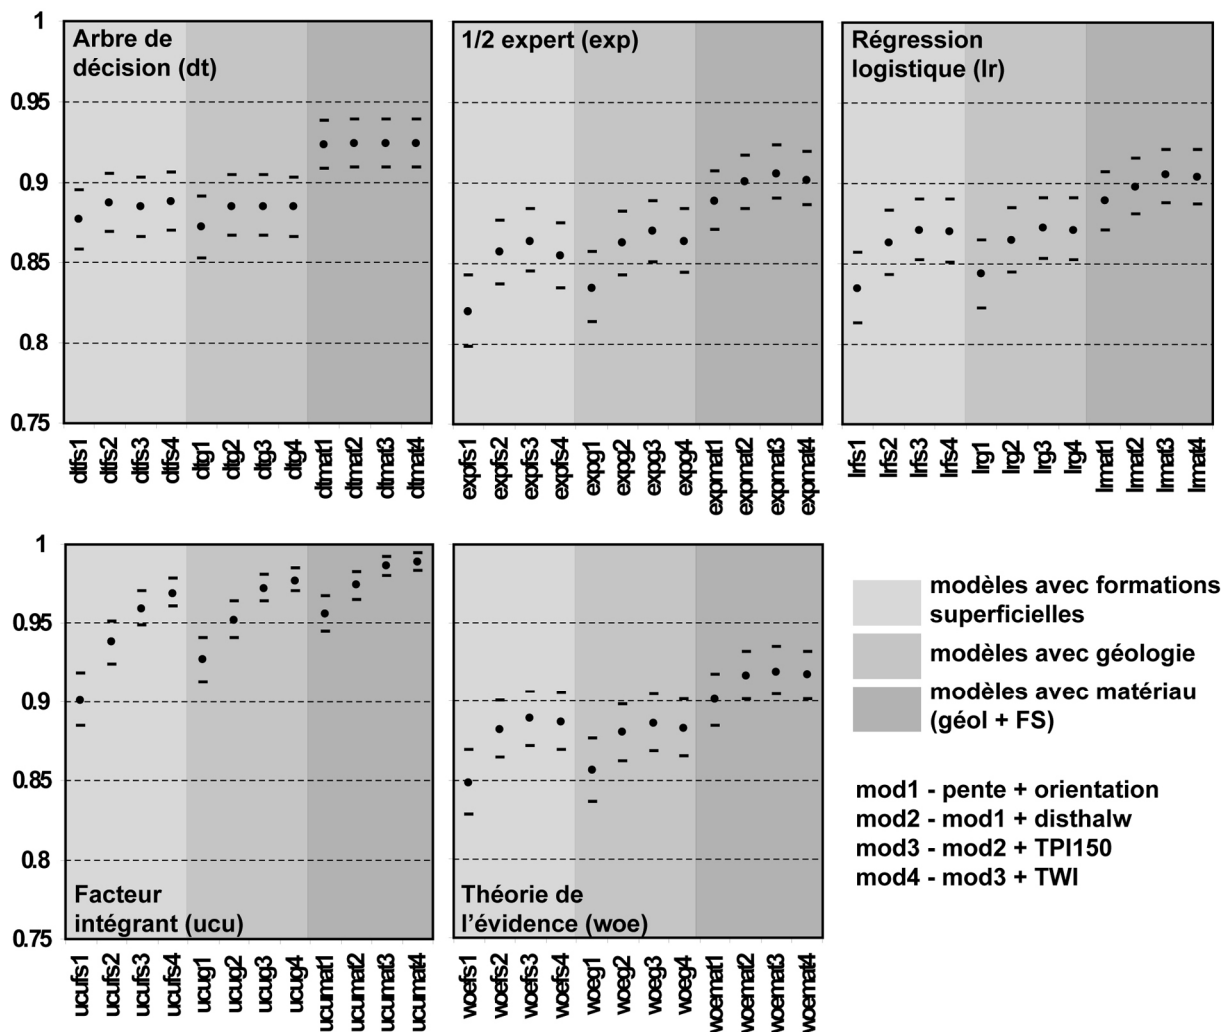 1
0.95
0.9
0.85
0.8
0.75
Arbre de
décision (dt)
dtfs1
dtfs2
dtfs3
dtfs4
dtg1
dtg2
dtg3
dtg4
dtmat1
dtmat2
dtmat3
dtmat4
1/2 expert (exp)
expfs1
expfs2
expfs3
expfs4
expg1
expg2
expg3
expg4
expmat1
expmat2
expmat3
expmat4
Régression
logistique (lr)
lrfs1
lrfs2
lrfs3
lrfs4
lrg1
lrg2
lrg3
lrg4
lrmat1
lrmat2
lrmat3
lrmat4
1
0.95
0.9
0.85
0.8
0.75
Facteur
intégrant (ucu)
ucufs1
ucufs2
ucufs3
ucufs4
ucug1
ucug2
ucug3
ucug4
ucumat1
ucumat2
ucumat3
ucumat4
Théorie de
l'évidence (woe)
woefs1
woefs2
woefs3
woefs4
woeg1
woeg2
woeg3
woeg4
woemat1
woemat2
woemat3
woemat4
modèles avec formations
superficielles
modèles avec géologie
modèles avec matériau
(géol + FS)
mod1 - pente + orientation
mod2 - mod1 + disthalw
mod3 - mod2 + TPI150
mod4 - mod3 + TWI